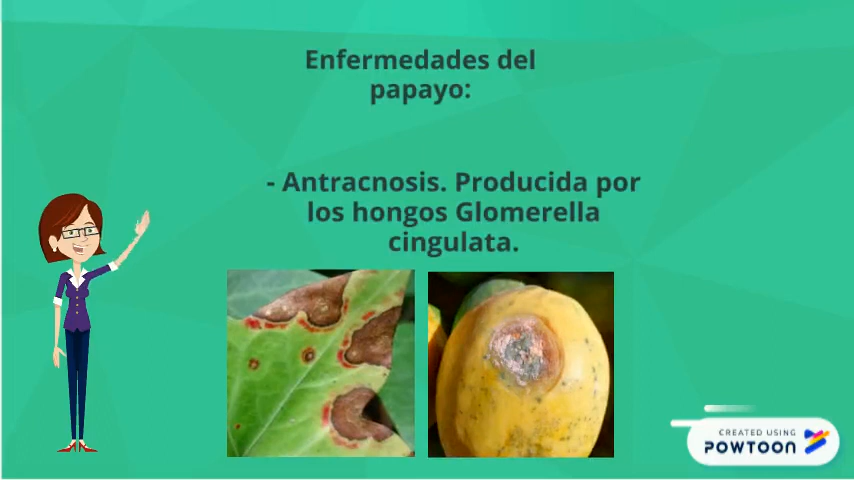 Enfermedades del
papayo:
- Antracnosis. Producida por
los hongos Glomerella
cingulata.
CREATED USING
POWTOON